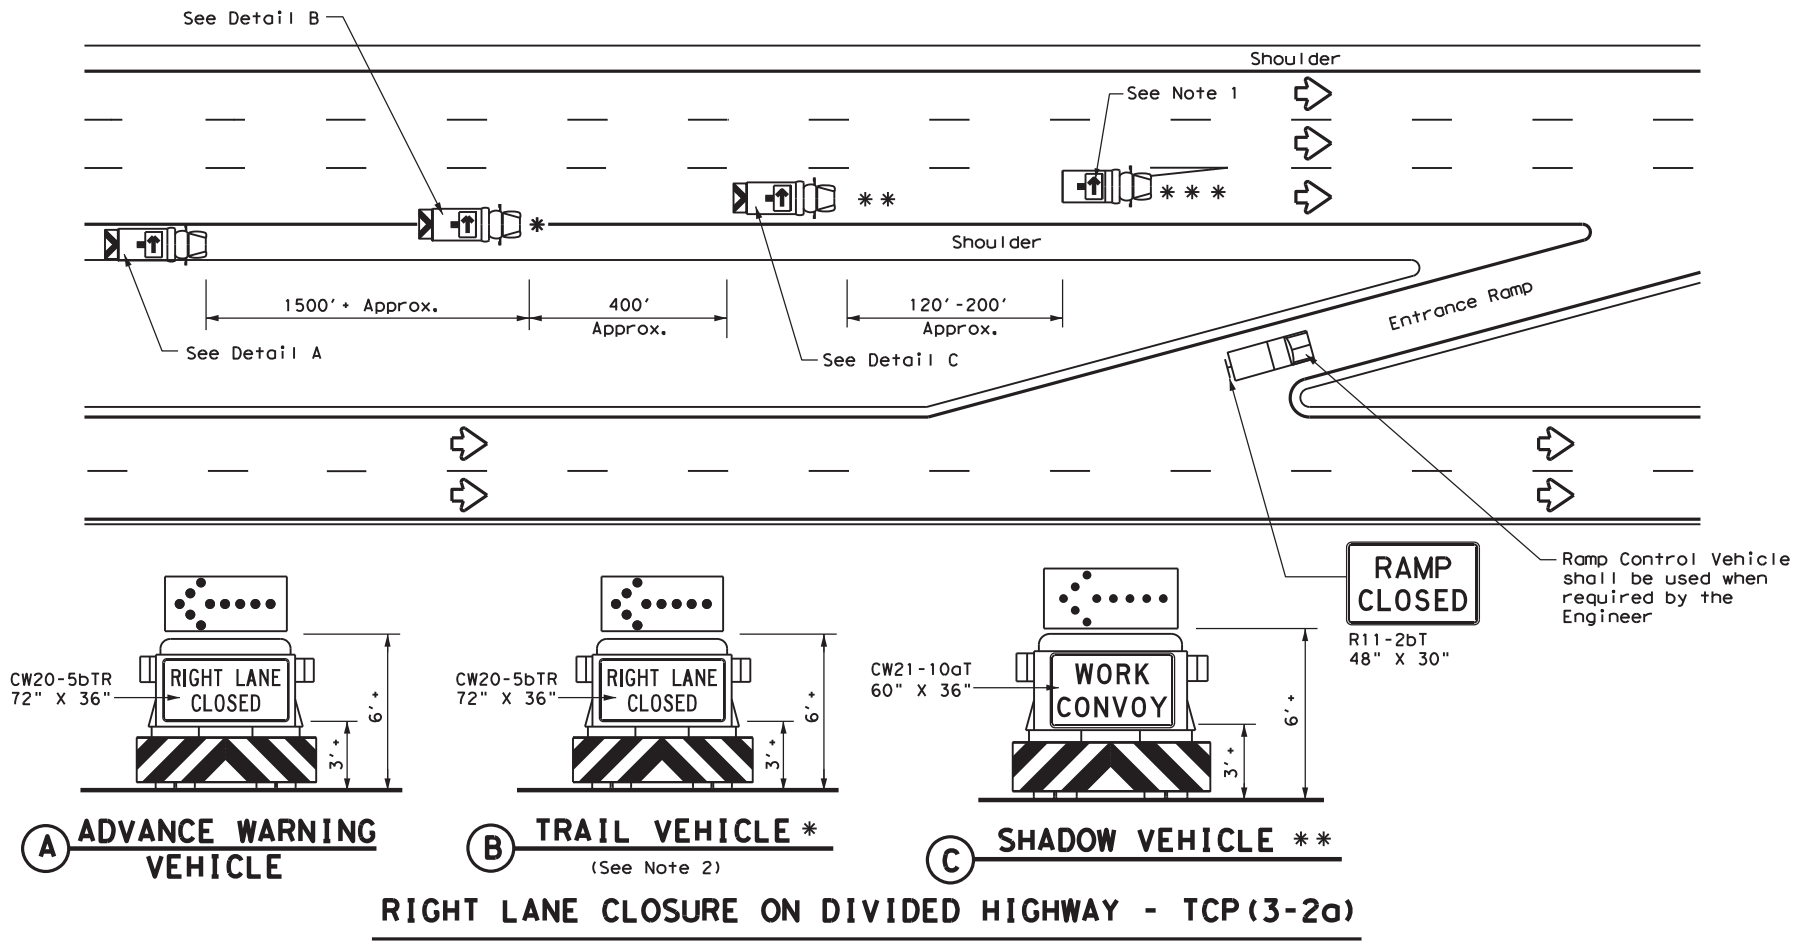 See Detail B
Shoulder
See Note 1
*
**
***
Shoulder
1500'+ Approx.
400'
Approx.
120'-200'
Approx.
See Detail A
See Detail C
Entrance Ramp
RAMP
CLOSED
R11-2bT
48" X 30"
Ramp Control Vehicle
shall be used when
required by the
Engineer
CW20-5bTR
72" X 36"
RIGHT LANE
CLOSED
6'+
3'+
A ADVANCE WARNING
VEHICLE
CW20-5bTR
72" X 36"
RIGHT LANE
CLOSED
6'+
3'+
B TRAIL VEHICLE *
(See Note 2)
CW21-10aT
60" X 36"
WORK
CONVOY
6'+
3'+
C SHADOW VEHICLE **
RIGHT LANE CLOSURE ON DIVIDED HIGHWAY - TCP(3-2a)